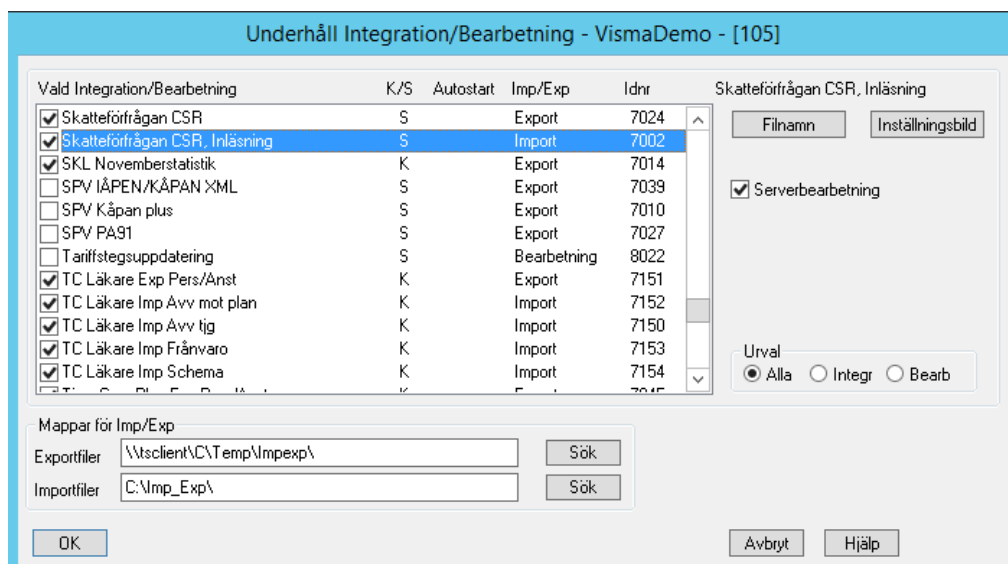 Underhåll Integration/Bearbetning - VismaDemo - [105]
Vald Integration/Bearbetning K/S Autostart Imp/Exp Idnr
Skatteförfrågan CSR S Export 7024
Skatteförfrågan CSR, Inläsning S Import 7002
SKL Novemberstatistik K Export 7014
SPV IÅPEN/KÅPAN XML S Export 7039
SPV Kåpan plus S Export 7010
SPV PA91 S Export 7027
Tariffstegsuppdatering S Bearbetning 8022
TC Läkare Exp Pers/Anst K Export 7151
TC Läkare Imp Avv mot plan K Import 7152
TC Läkare Imp Avv tjg K Import 7150
TC Läkare Imp Frånvaro K Import 7153
TC Läkare Imp Schema K Import 7154
Skatteförfrågan CSR, Inläsning
Filnamn Inställningsbild
Serverbearbetning
Urval
Alla Integr Bearb
Mappar för Imp/Exp
Exportfiler \\tsclient\C\Temp\Impexp\ Sök
Importfiler C:\Imp_Exp\ Sök
OK Avbryt Hjälp